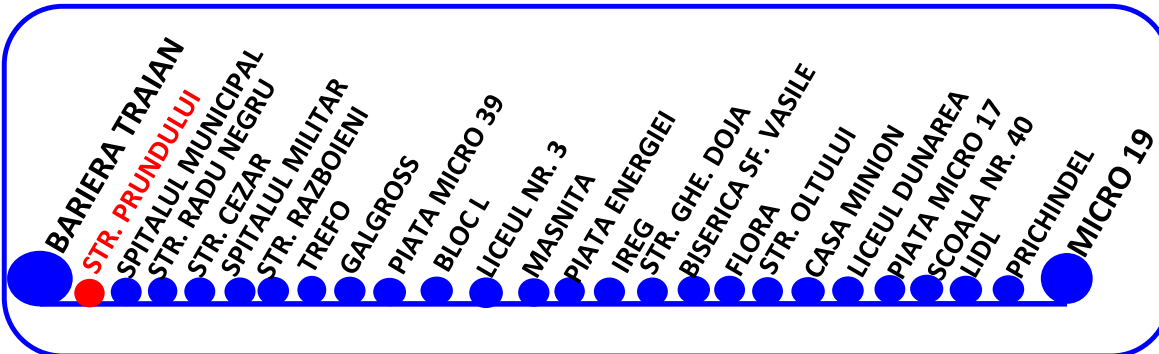 BARIERA TRAIAN
STR. PRUNDULUI
SPITALUL MUNICIPAL
STR. RADU NEGRU
STR. CEZAR
SPITALUL MILITAR
STR. RAZBOIENI
TREFO
GALGROSS
PIATA MICRO 39
BLOC L
LICEUL NR. 3
MASNITA
PIATA ENERGIEI
IREG
STR. GHE. DOJA
BISERICA SF. VASILE
FLORA
STR. OLTULUI
CASA MINION
LICEUL DUNAREA
PIATA MICRO 17
SCOALA NR. 40
LIDL
PRICHINDEL
MICRO 19